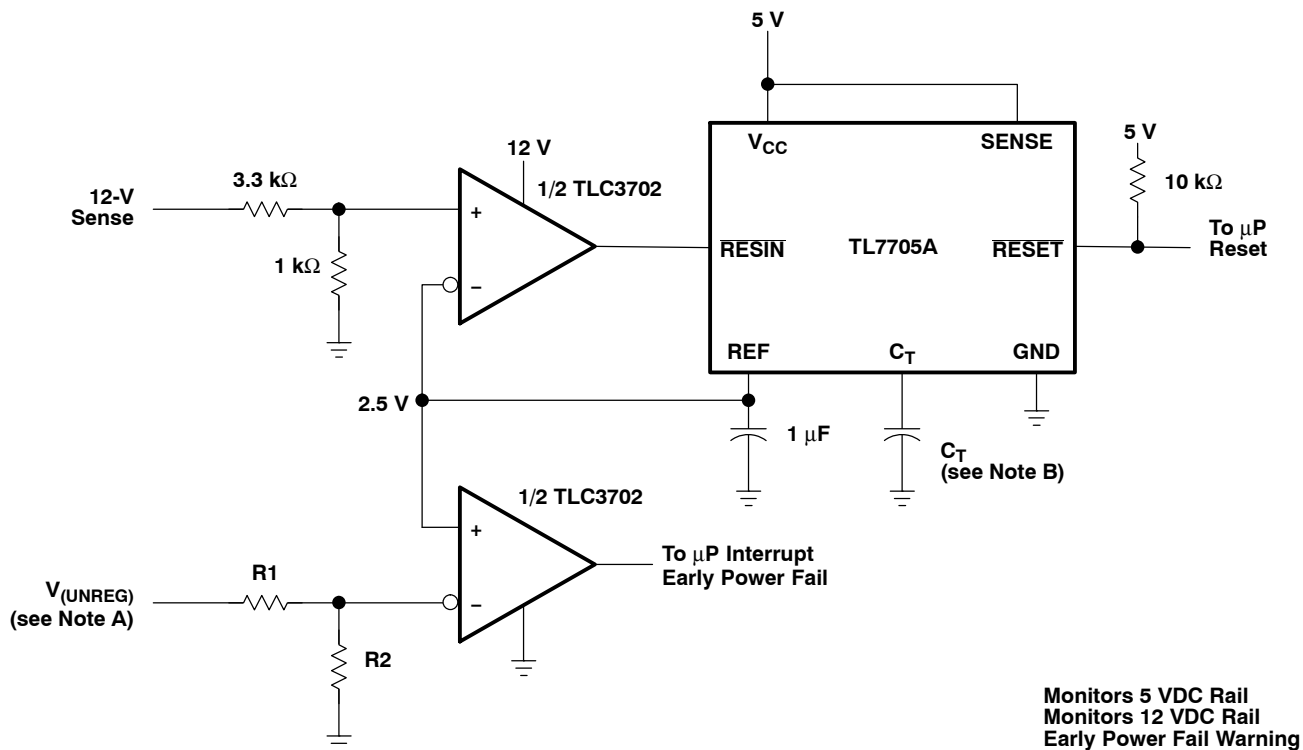 5 V
12 V
1/2 TLC3702
3.3 kΩ
12-V
Sense
1 kΩ
+
−
V_CC
SENSE
RESIN
TL7705A
RESET
REF
C_T
GND
5 V
10 kΩ
To μP
Reset
2.5 V
1 μF
C_T
(see Note B)
1/2 TLC3702
+
−
To μP Interrupt
Early Power Fail
V_(UNREG)
(see Note A)
R1
R2
Monitors 5 VDC Rail
Monitors 12 VDC Rail
Early Power Fail Warning